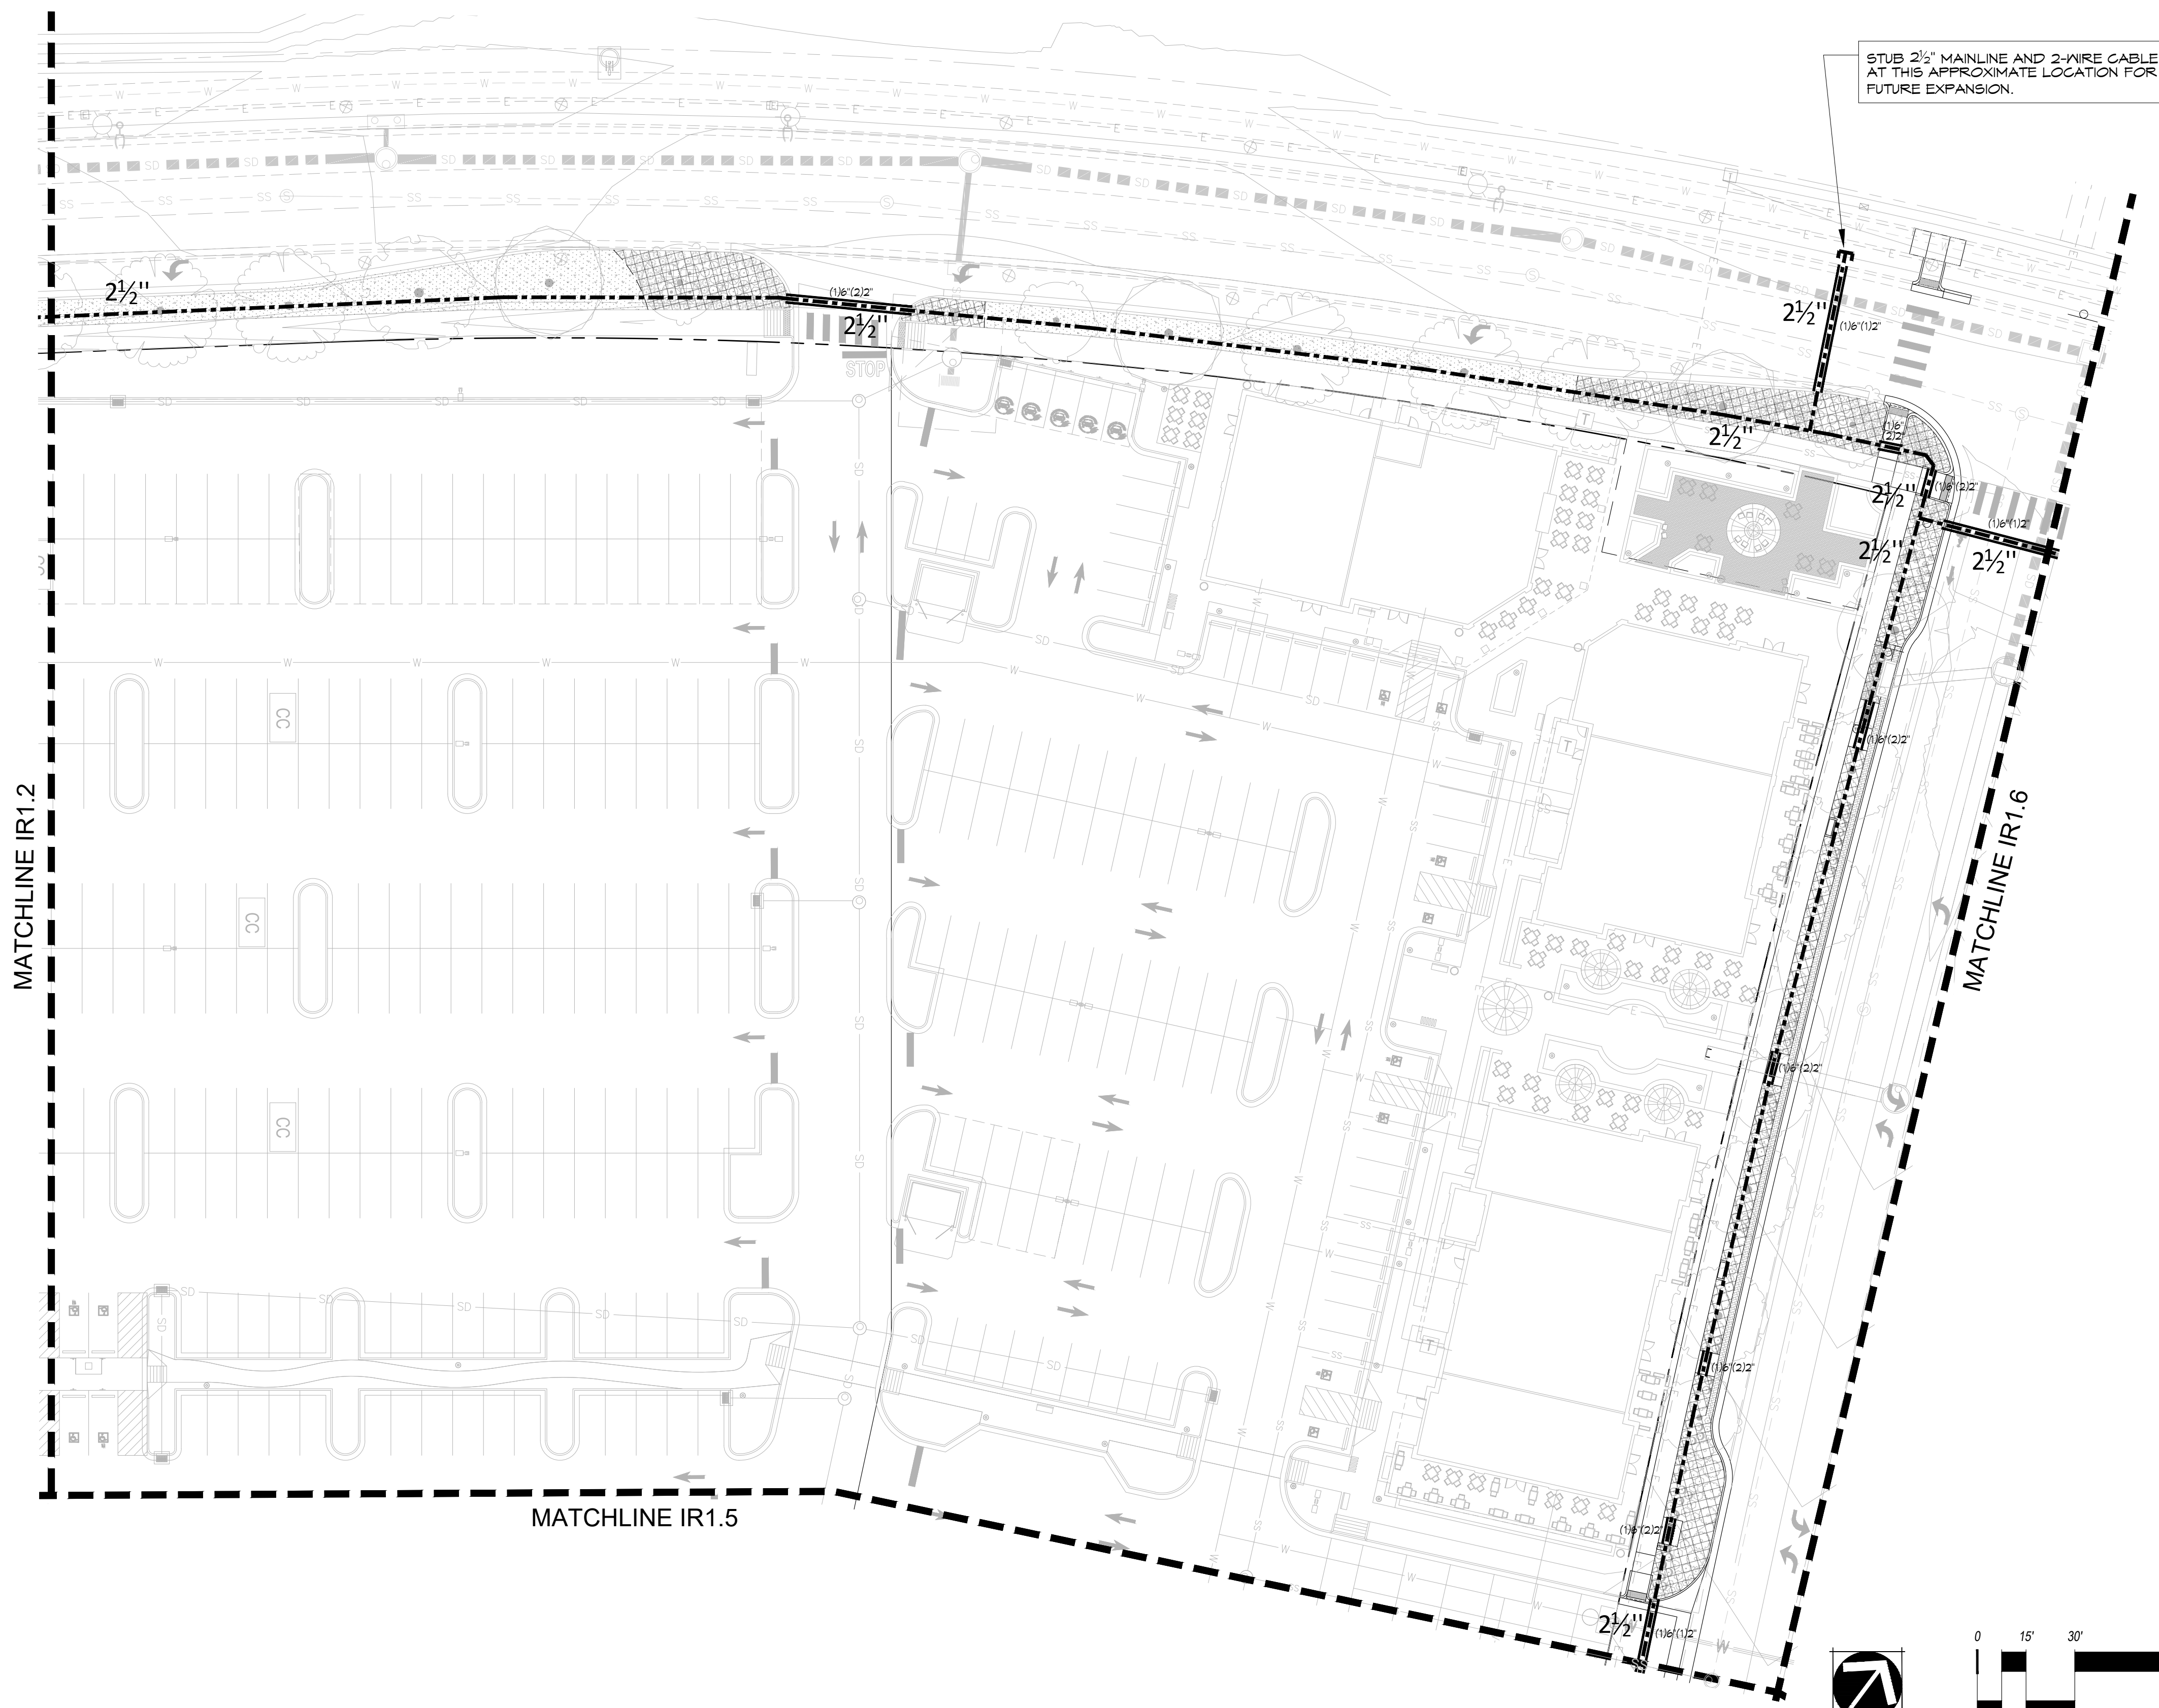 STUB 2½" MAINLINE AND 2-WIRE CABLE
AT THIS APPROXIMATE LOCATION FOR
FUTURE EXPANSION.
2½"
(1)6"(2)2"
2½"
STOP
2½"
(1)6"(1)2"
2½"
(1)6"
(2)2"
2½"
(1)6"(2)2"
2½"
(1)6"(1)2"
2½"
(1)6"(2)2"
(1)6"(2)2"
(1)6"(2)2"
(1)6"(2)2"
2½"
(1)6"(1)2"
CC
CC
CC
T
T
T
T
MATCHLINE IR1.2
MATCHLINE IR1.6
MATCHLINE IR1.5
0 15' 30'